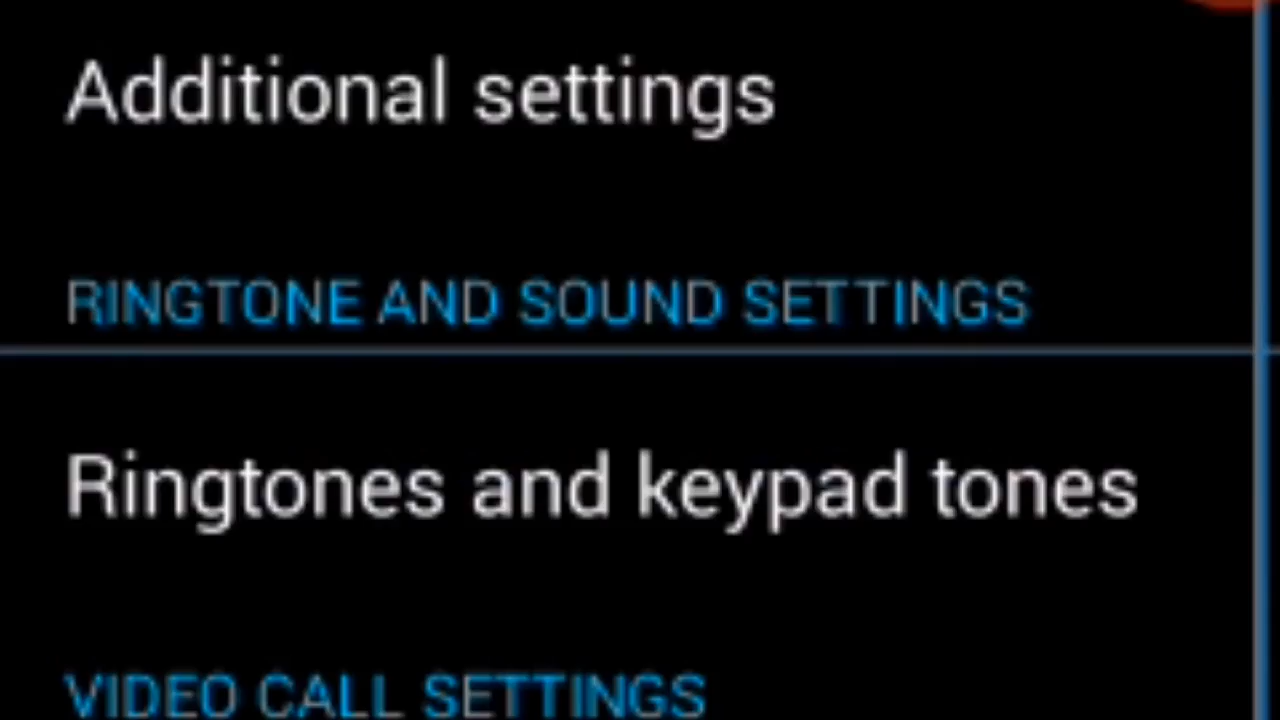 Additional settings
RINGTONE AND SOUND SETTINGS
Ringtones and keypad tones
VIDEO CALL SETTINGS